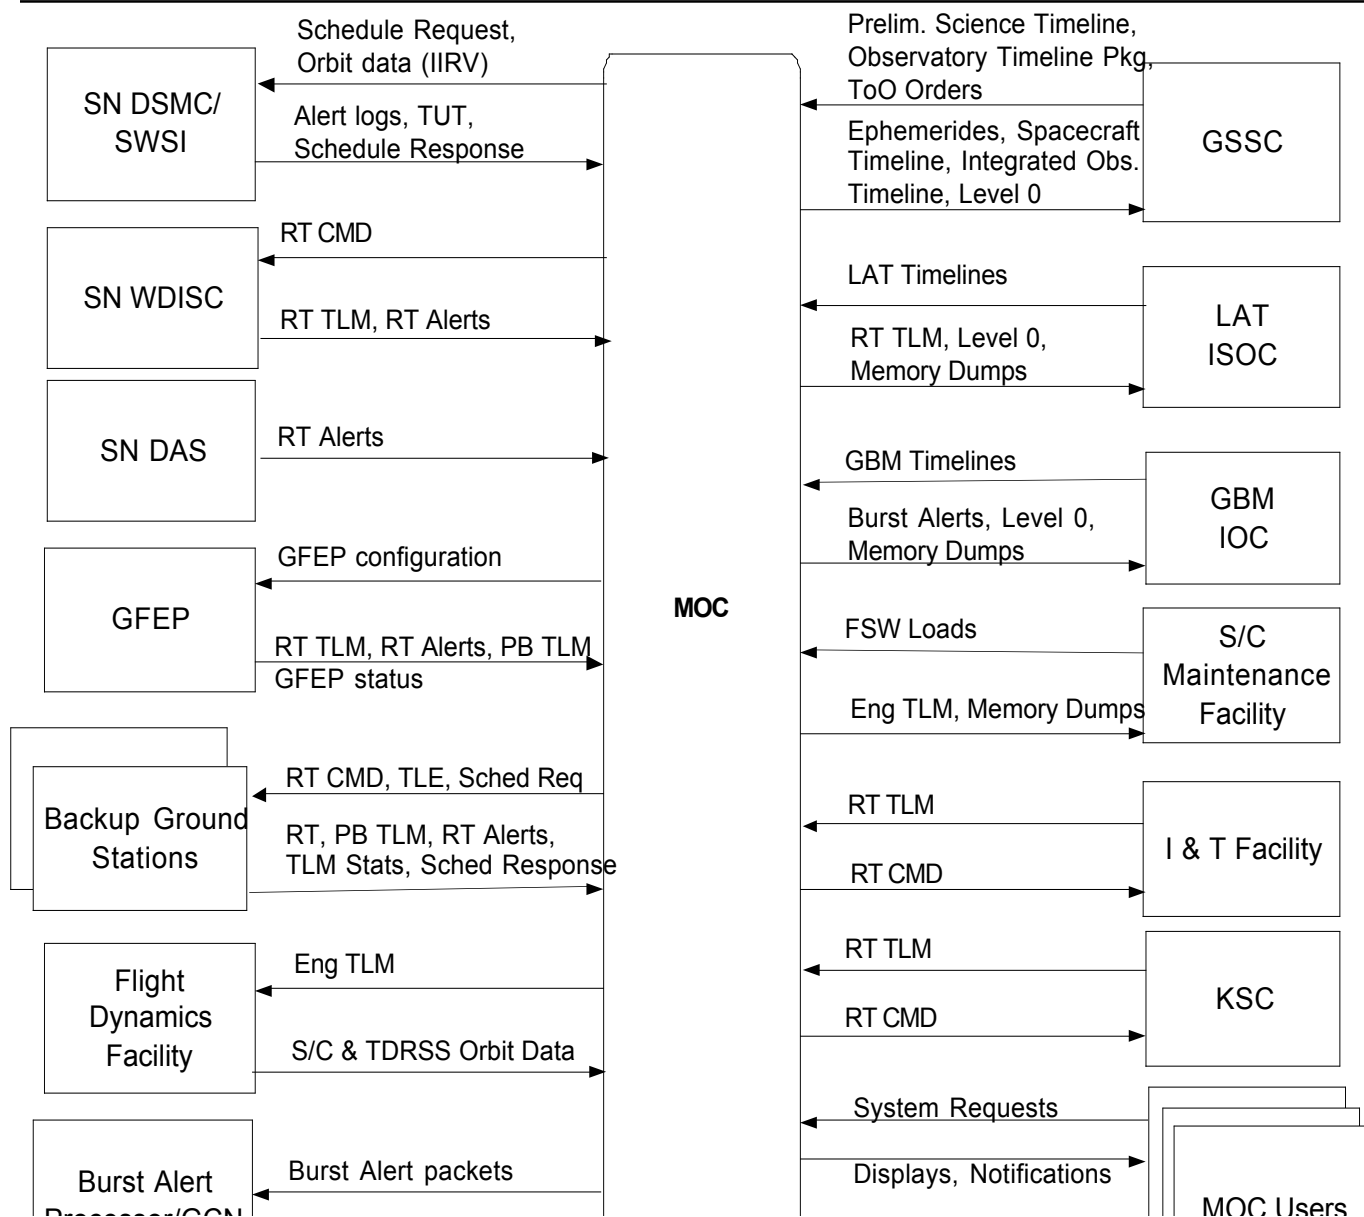 Schedule Request,
Orbit data (IIRV)
SN DSMC/
SWSI
Alert logs, TUT,
Schedule Response
RT CMD
SN WDISC
RT TLM, RT Alerts
SN DAS
RT Alerts
GFEP configuration
GFEP
RT TLM, RT Alerts, PB TLM
GFEP status
RT CMD, TLE, Sched Req
Backup Ground
Stations
RT, PB TLM, RT Alerts,
TLM Stats, Sched Response
Eng TLM
Flight
Dynamics
Facility
S/C & TDRSS Orbit Data
Burst Alert packets
Burst Alert
Processor/GCN
MOC
Prelim. Science Timeline,
Observatory Timeline Pkg,
ToO Orders
GSSC
Ephemerides, Spacecraft
Timeline, Integrated Obs.
Timeline, Level 0
LAT Timelines
LAT
ISOC
RT TLM, Level 0,
Memory Dumps
GBM Timelines
GBM
IOC
Burst Alerts, Level 0,
Memory Dumps
FSW Loads
S/C
Maintenance
Facility
Eng TLM, Memory Dumps
RT TLM
I & T Facility
RT CMD
RT TLM
KSC
RT CMD
System Requests
Displays, Notifications
MOC Users